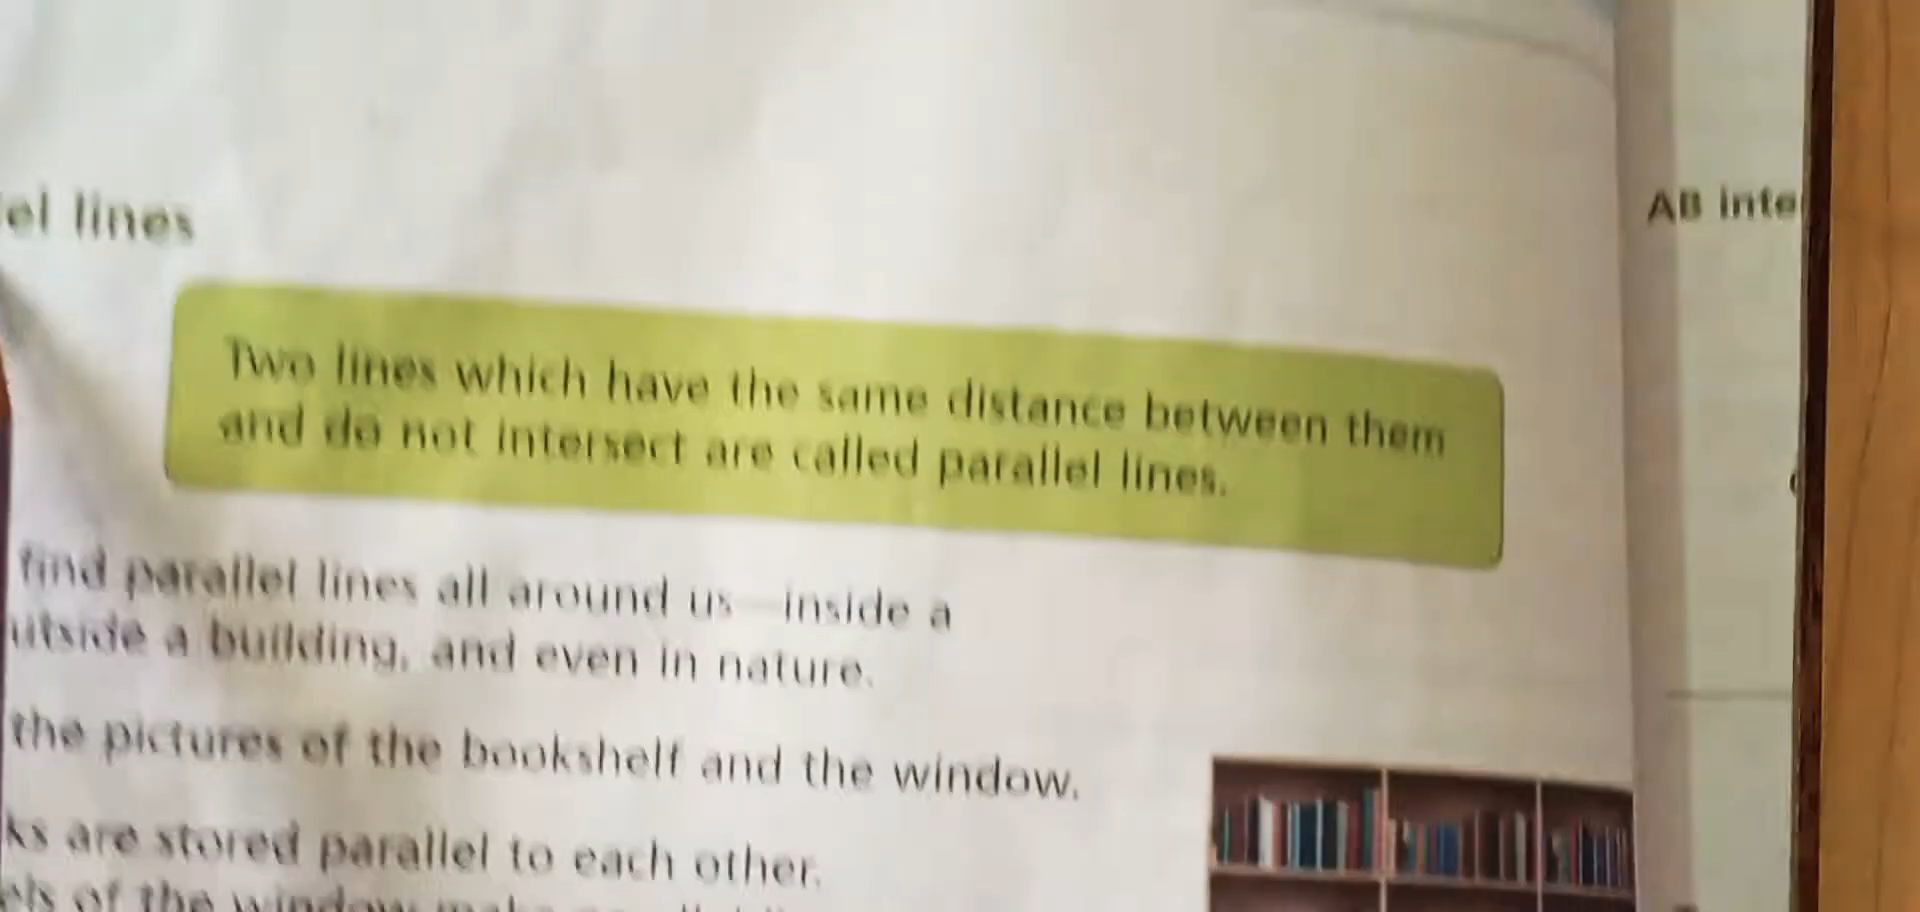 el lines
AB inte
Two lines which have the same distance between them
and do not intersect are called parallel lines.
find parallel lines all around us—inside a
utside a building, and even in nature.
the pictures of the bookshelf and the window.
ks are stored parallel to each other.
els of the window make